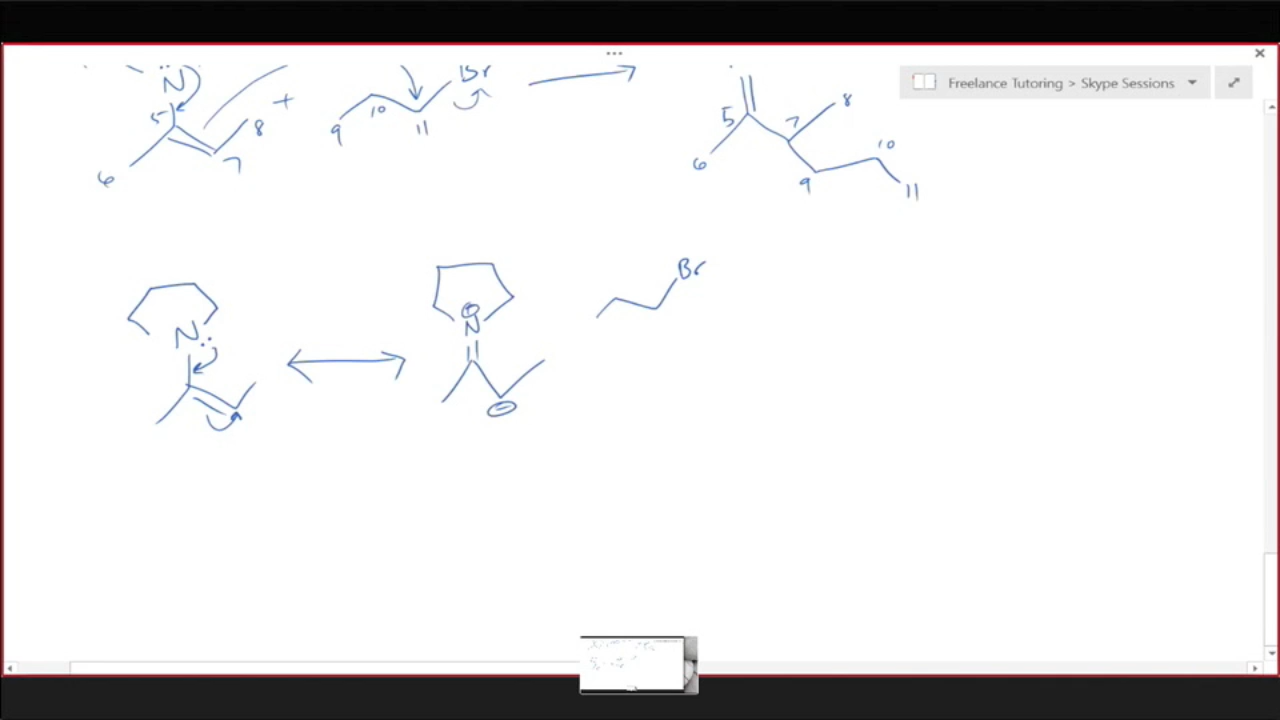 Freelance Tutoring > Skype Sessions
N Br
5 + 10 8 9 11 7 6
5 7 8 6 10 9 11
Br
⊕
N N
⊖